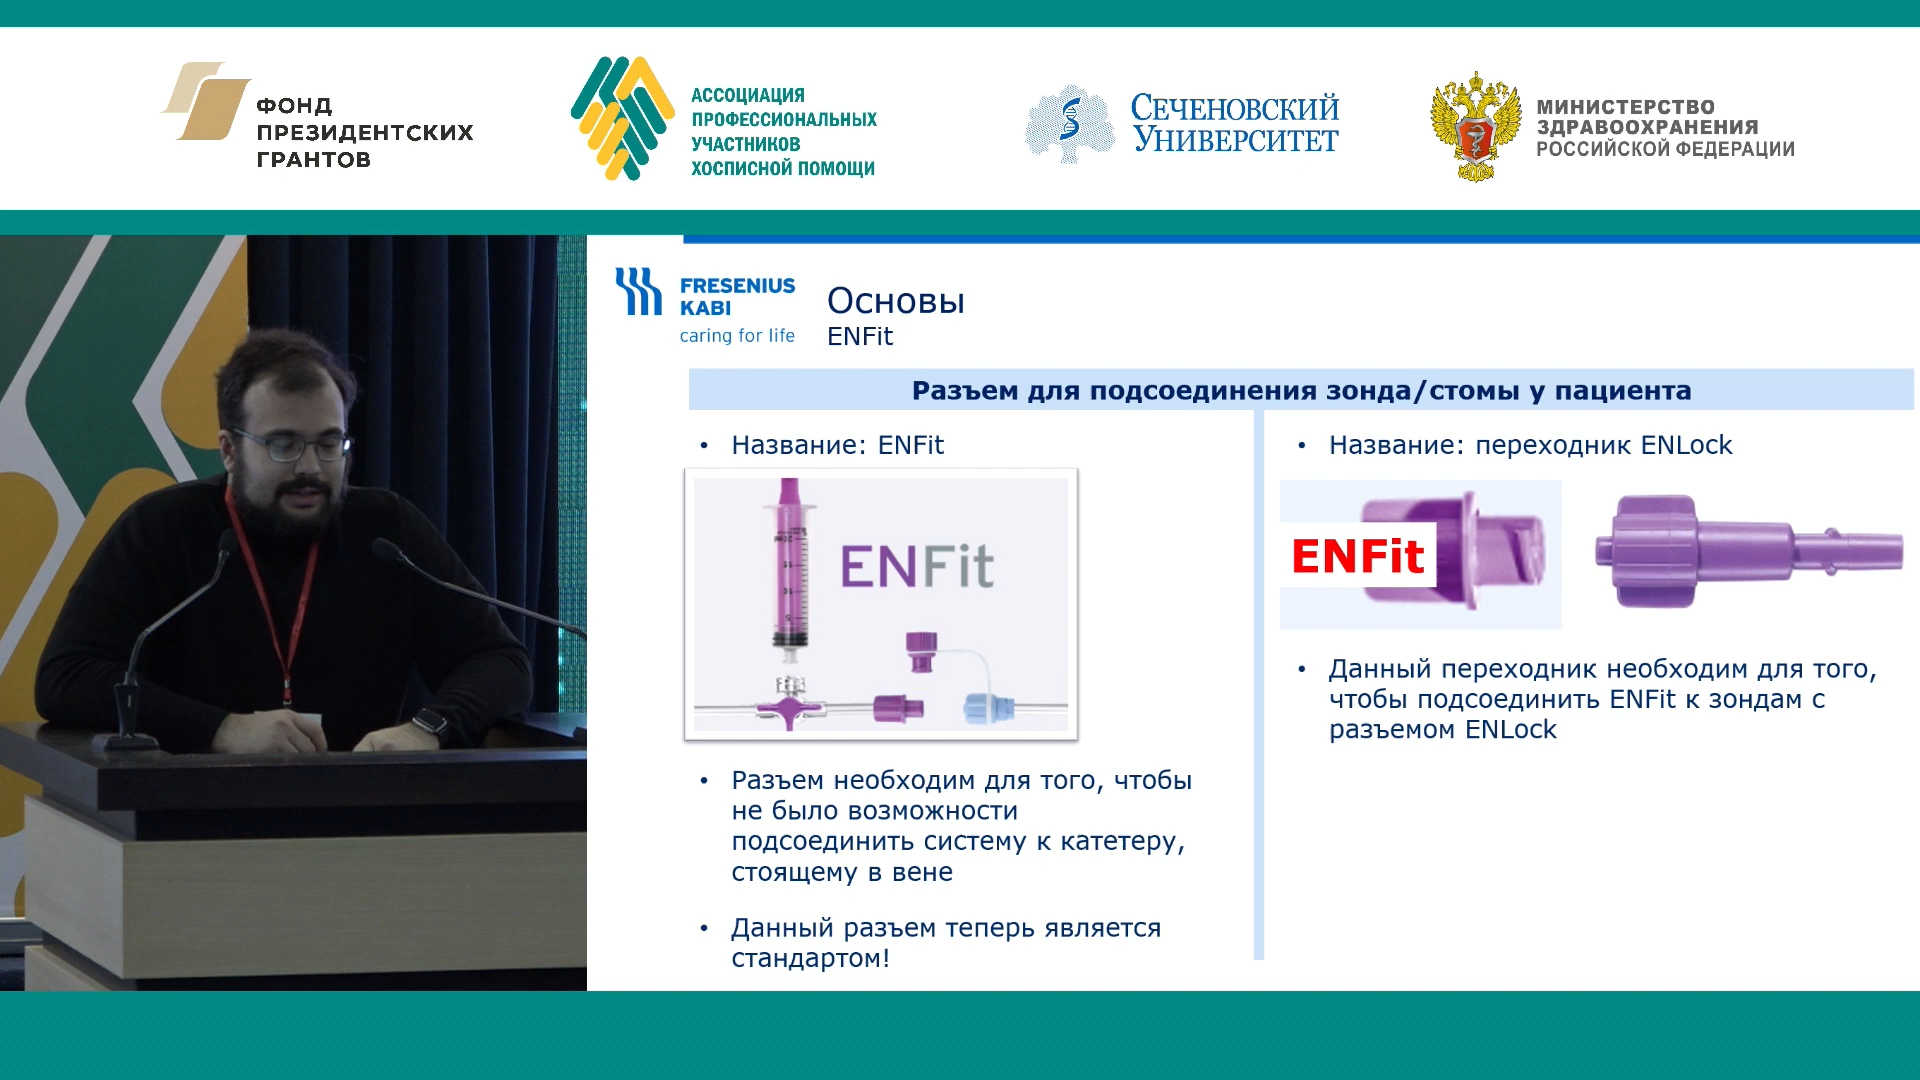 ФОНД
ПРЕЗИДЕНТСКИХ
ГРАНТОВ
АССОЦИАЦИЯ
ПРОФЕССИОНАЛЬНЫХ
УЧАСТНИКОВ
ХОСПИСНОЙ ПОМОЩИ
СЕЧЕНОВСКИЙ
УНИВЕРСИТЕТ
МИНИСТЕРСТВО
ЗДРАВООХРАНЕНИЯ
РОССИЙСКОЙ ФЕДЕРАЦИИ
FRESENIUS
KABI
caring for life
Основы
ENFit
Разъем для подсоединения зонда/стомы у пациента
• Название: ENFit
ENFit
• Разъем необходим для того, чтобы
не было возможности
подсоединить систему к катетеру,
стоящему в вене
• Данный разъем теперь является
стандартом!
• Название: переходник ENLock
ENFit
• Данный переходник необходим для того,
чтобы подсоединить ENFit к зондам с
разъемом ENLock